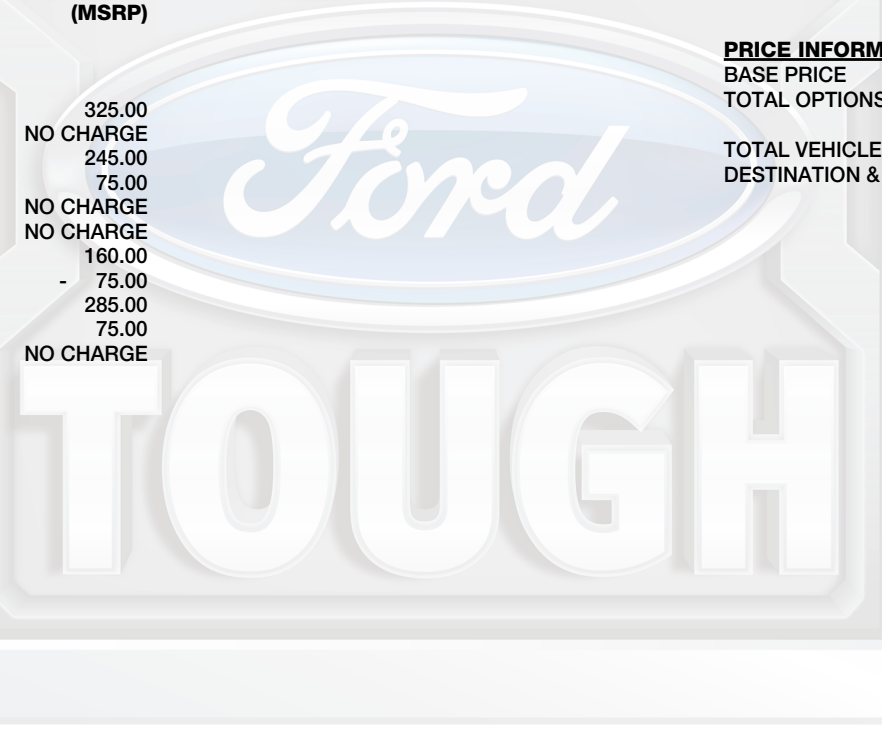 (MSRP)
325.00
NO CHARGE
245.00
75.00
NO CHARGE
NO CHARGE
160.00
- 75.00
285.00
75.00
NO CHARGE
PRICE INFORM
BASE PRICE
TOTAL OPTIONS
TOTAL VEHICLE
DESTINATION &
Ford
TOUGH